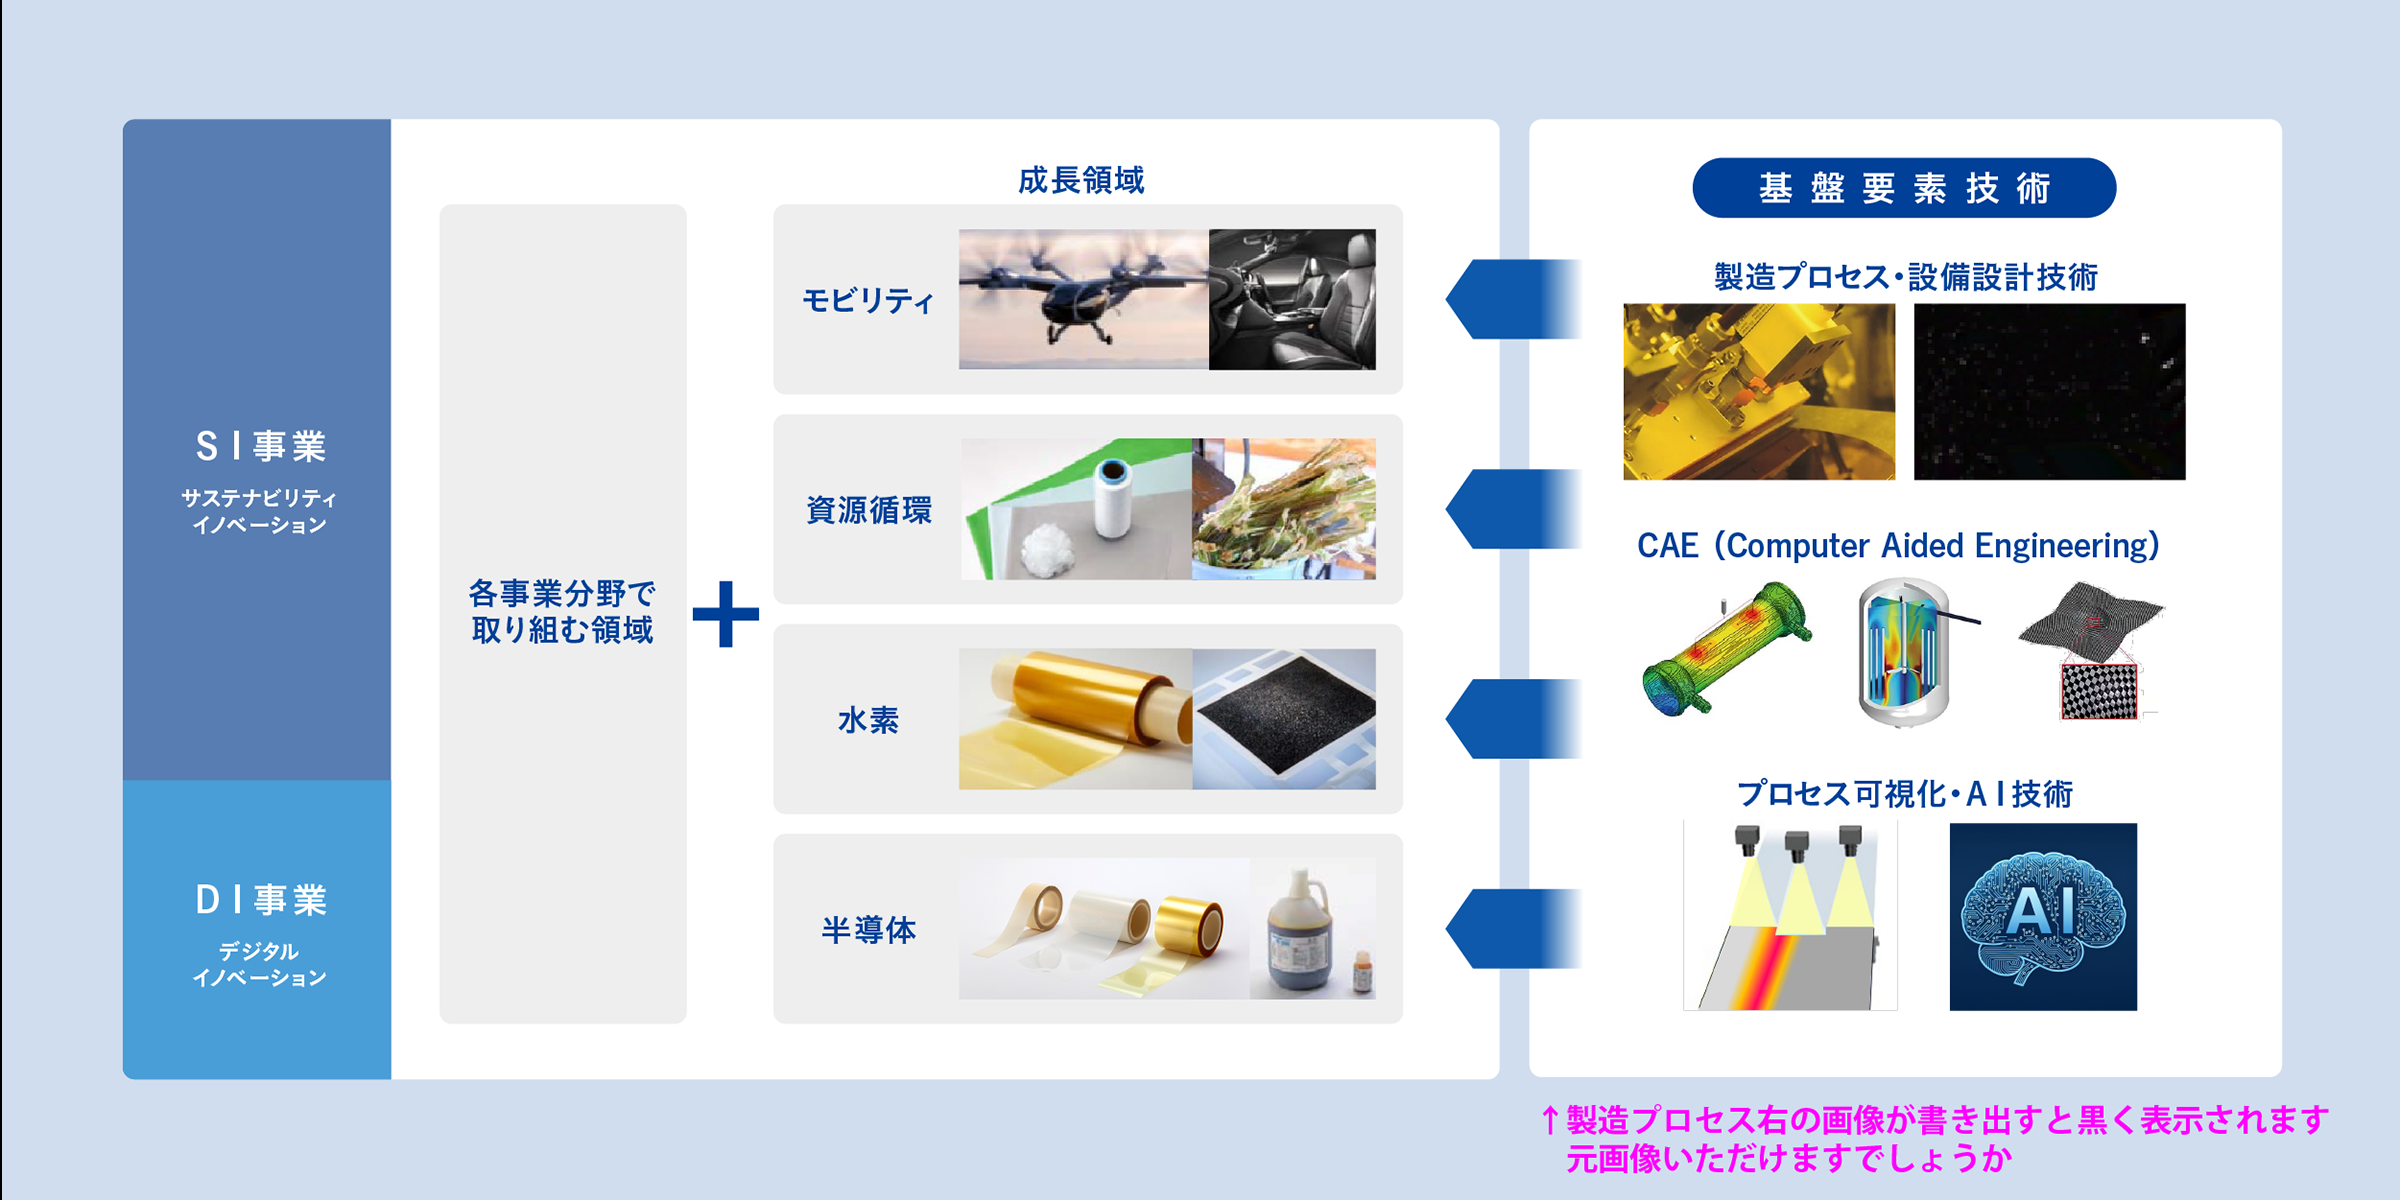 SI事業
サステナビリティ
イノベーション
DI事業
デジタル
イノベーション
各事業分野で
取り組む領域
成長領域
モビリティ
資源循環
水素
半導体
基盤要素技術
製造プロセス・設備設計技術
CAE（Computer Aided Engineering）
プロセス可視化・AI技術
AI
↑製造プロセス右の画像が書き出すと黒く表示されます
元画像いただけますでしょうか